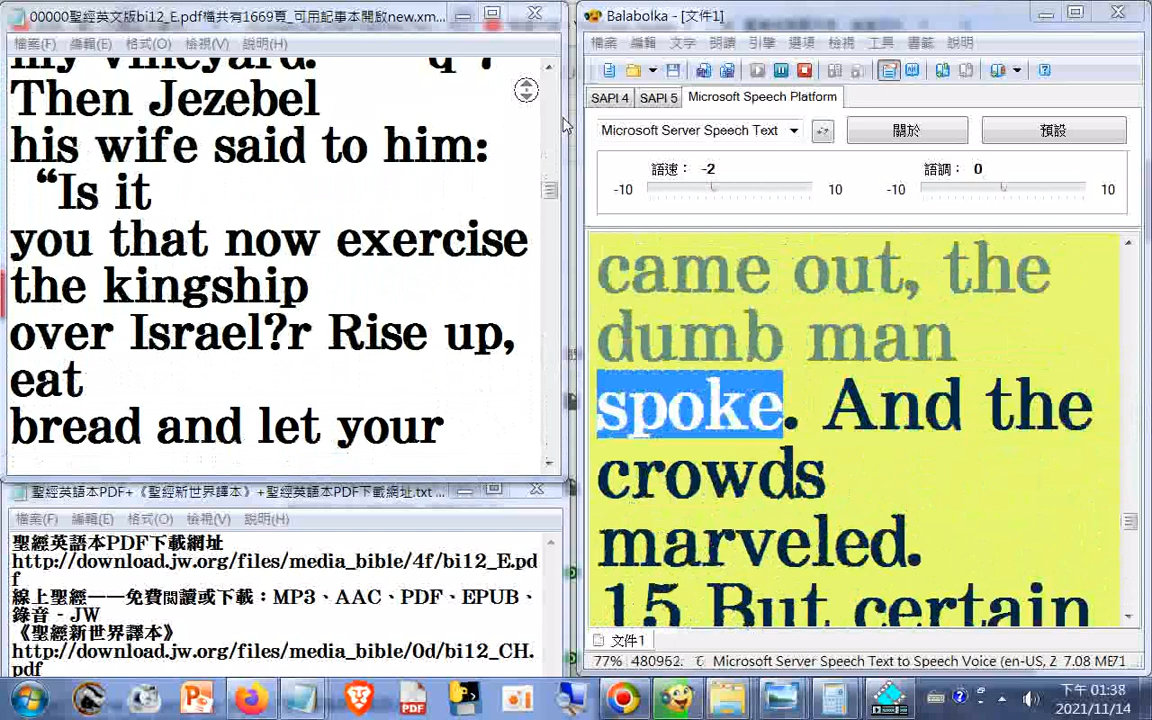 00000聖經英文版bi12_E.pdf檔共有1669頁_可用記事本開啟new.xm...
檔案(F) 編輯(E) 格式(O) 檢視(V) 說明(H)
my vineyard.
Then Jezebel
his wife said to him:
“Is it
you that now exercise
the kingship
over Israel?r Rise up,
eat
bread and let your
聖經英語本PDF+《聖經新世界譯本》+聖經英語本PDF下載網址.txt ...
檔案(F) 編輯(E) 格式(O) 檢視(V) 說明(H)
聖經英語本PDF下載網址
http://download.jw.org/files/media_bible/4f/bi12_E.pd
f
線上聖經——免費閱讀或下載：MP3、AAC、PDF、EPUB、
錄音 - JW
《聖經新世界譯本》
http://download.jw.org/files/media_bible/0d/bi12_CH.
pdf
Balabolka - [文件1]
檔案 編輯 文字 朗讀 引擎 選項 檢視 工具 書籤 說明
SAPI 4 SAPI 5 Microsoft Speech Platform
Microsoft Server Speech Text 關於 預設
語速： -2 語調： 0
-10 10 -10 10
came out, the
dumb man
spoke. And the
crowds
marveled.
15 But certain
文件1
77% 480952. Microsoft Server Speech Text to Speech Voice (en-US, Z 7.08 ME71
下午 01:38
2021/11/14